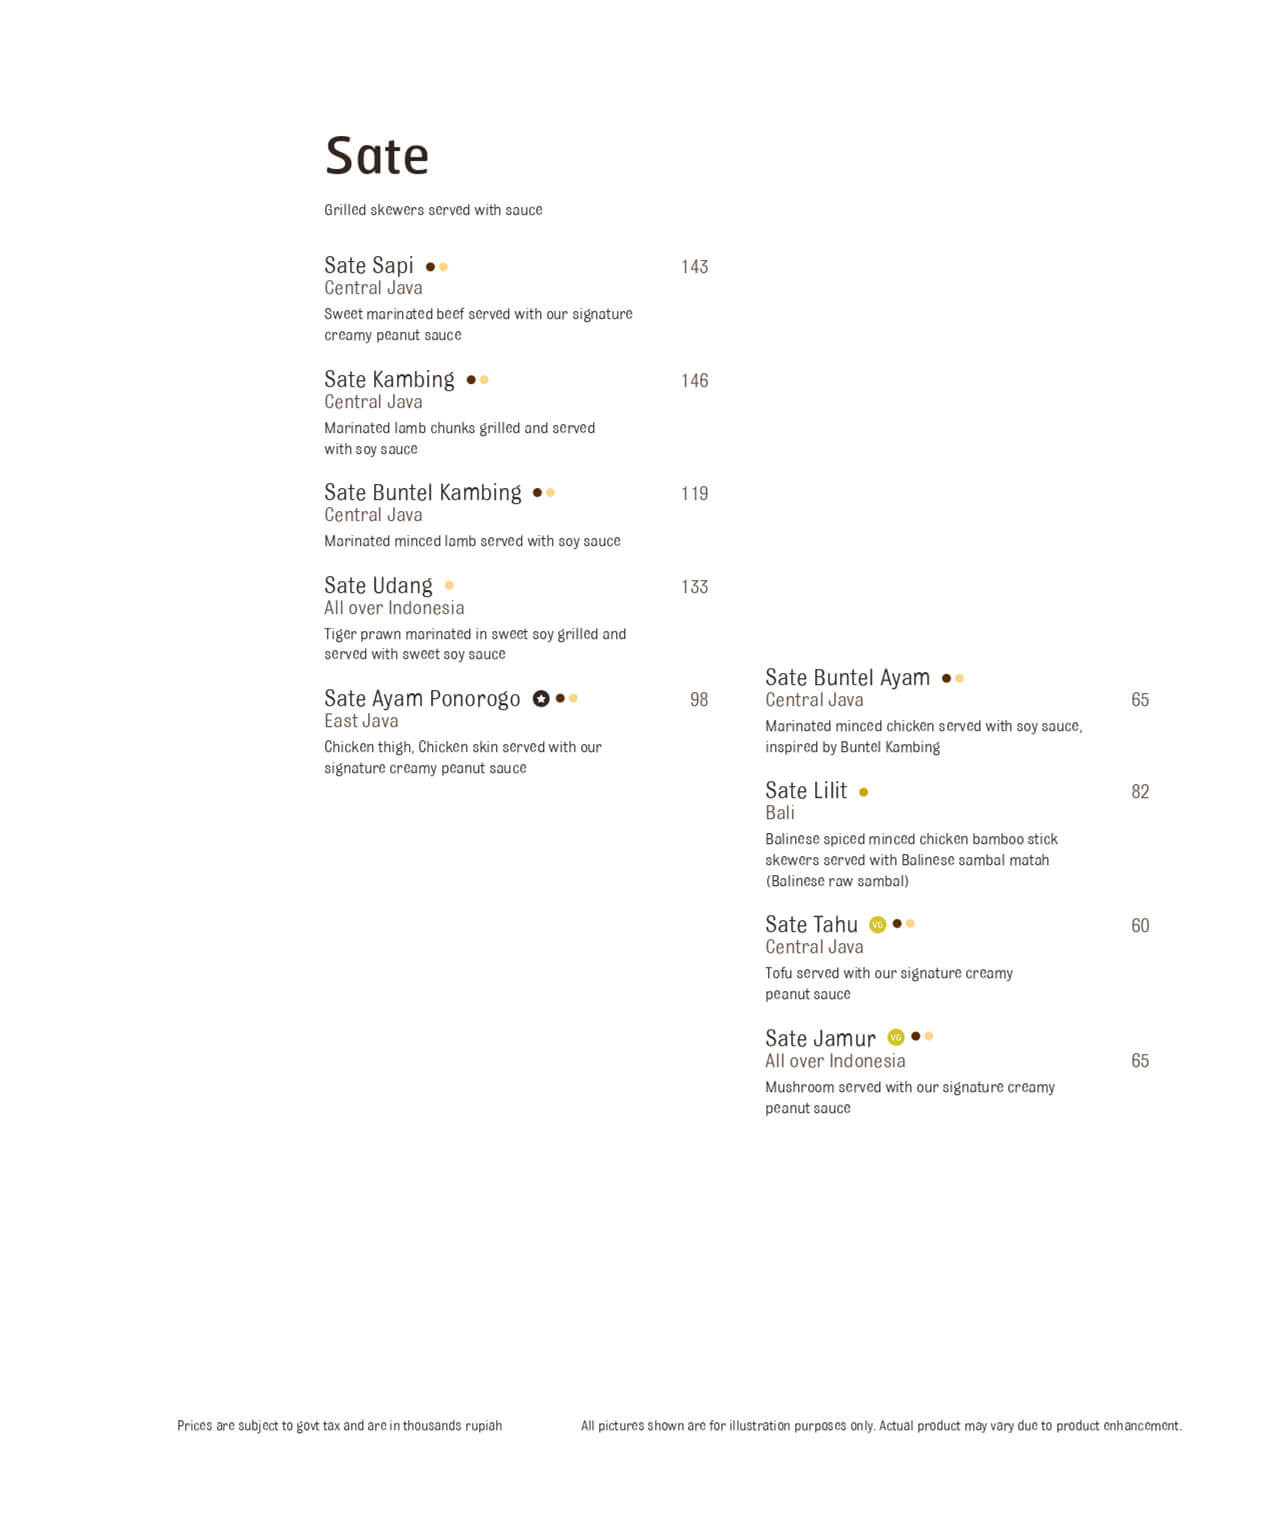 Sate
Grilled skewers served with sauce
Sate Sapi 143
Central Java
Sweet marinated beef served with our signature
creamy peanut sauce
Sate Kambing 146
Central Java
Marinated lamb chunks grilled and served
with soy sauce
Sate Buntel Kambing 119
Central Java
Marinated minced lamb served with soy sauce
Sate Udang 133
All over Indonesia
Tiger prawn marinated in sweet soy grilled and
served with sweet soy sauce
Sate Ayam Ponorogo 98
East Java
Chicken thigh, Chicken skin served with our
signature creamy peanut sauce
Sate Buntel Ayam
Central Java 65
Marinated minced chicken served with soy sauce,
inspired by Buntel Kambing
Sate Lilit 82
Bali
Balinese spiced minced chicken bamboo stick
skewers served with Balinese sambal matah
(Balinese raw sambal)
Sate Tahu VG 60
Central Java
Tofu served with our signature creamy
peanut sauce
Sate Jamur VG
All over Indonesia 65
Mushroom served with our signature creamy
peanut sauce
Prices are subject to govt tax and are in thousands rupiah
All pictures shown are for illustration purposes only. Actual product may vary due to product enhancement.